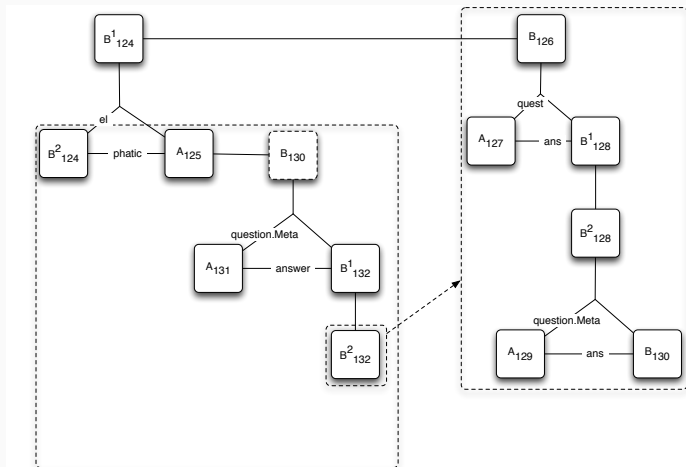 B¹₁₂₄
B₁₂₆
el
quest
B²₁₂₄
phatic
A₁₂₅
B₁₃₀
A₁₂₇
ans
B¹₁₂₈
B²₁₂₈
question.Meta
A₁₃₁
answer
B¹₁₃₂
question.Meta
B²₁₃₂
A₁₂₉
ans
B₁₃₀